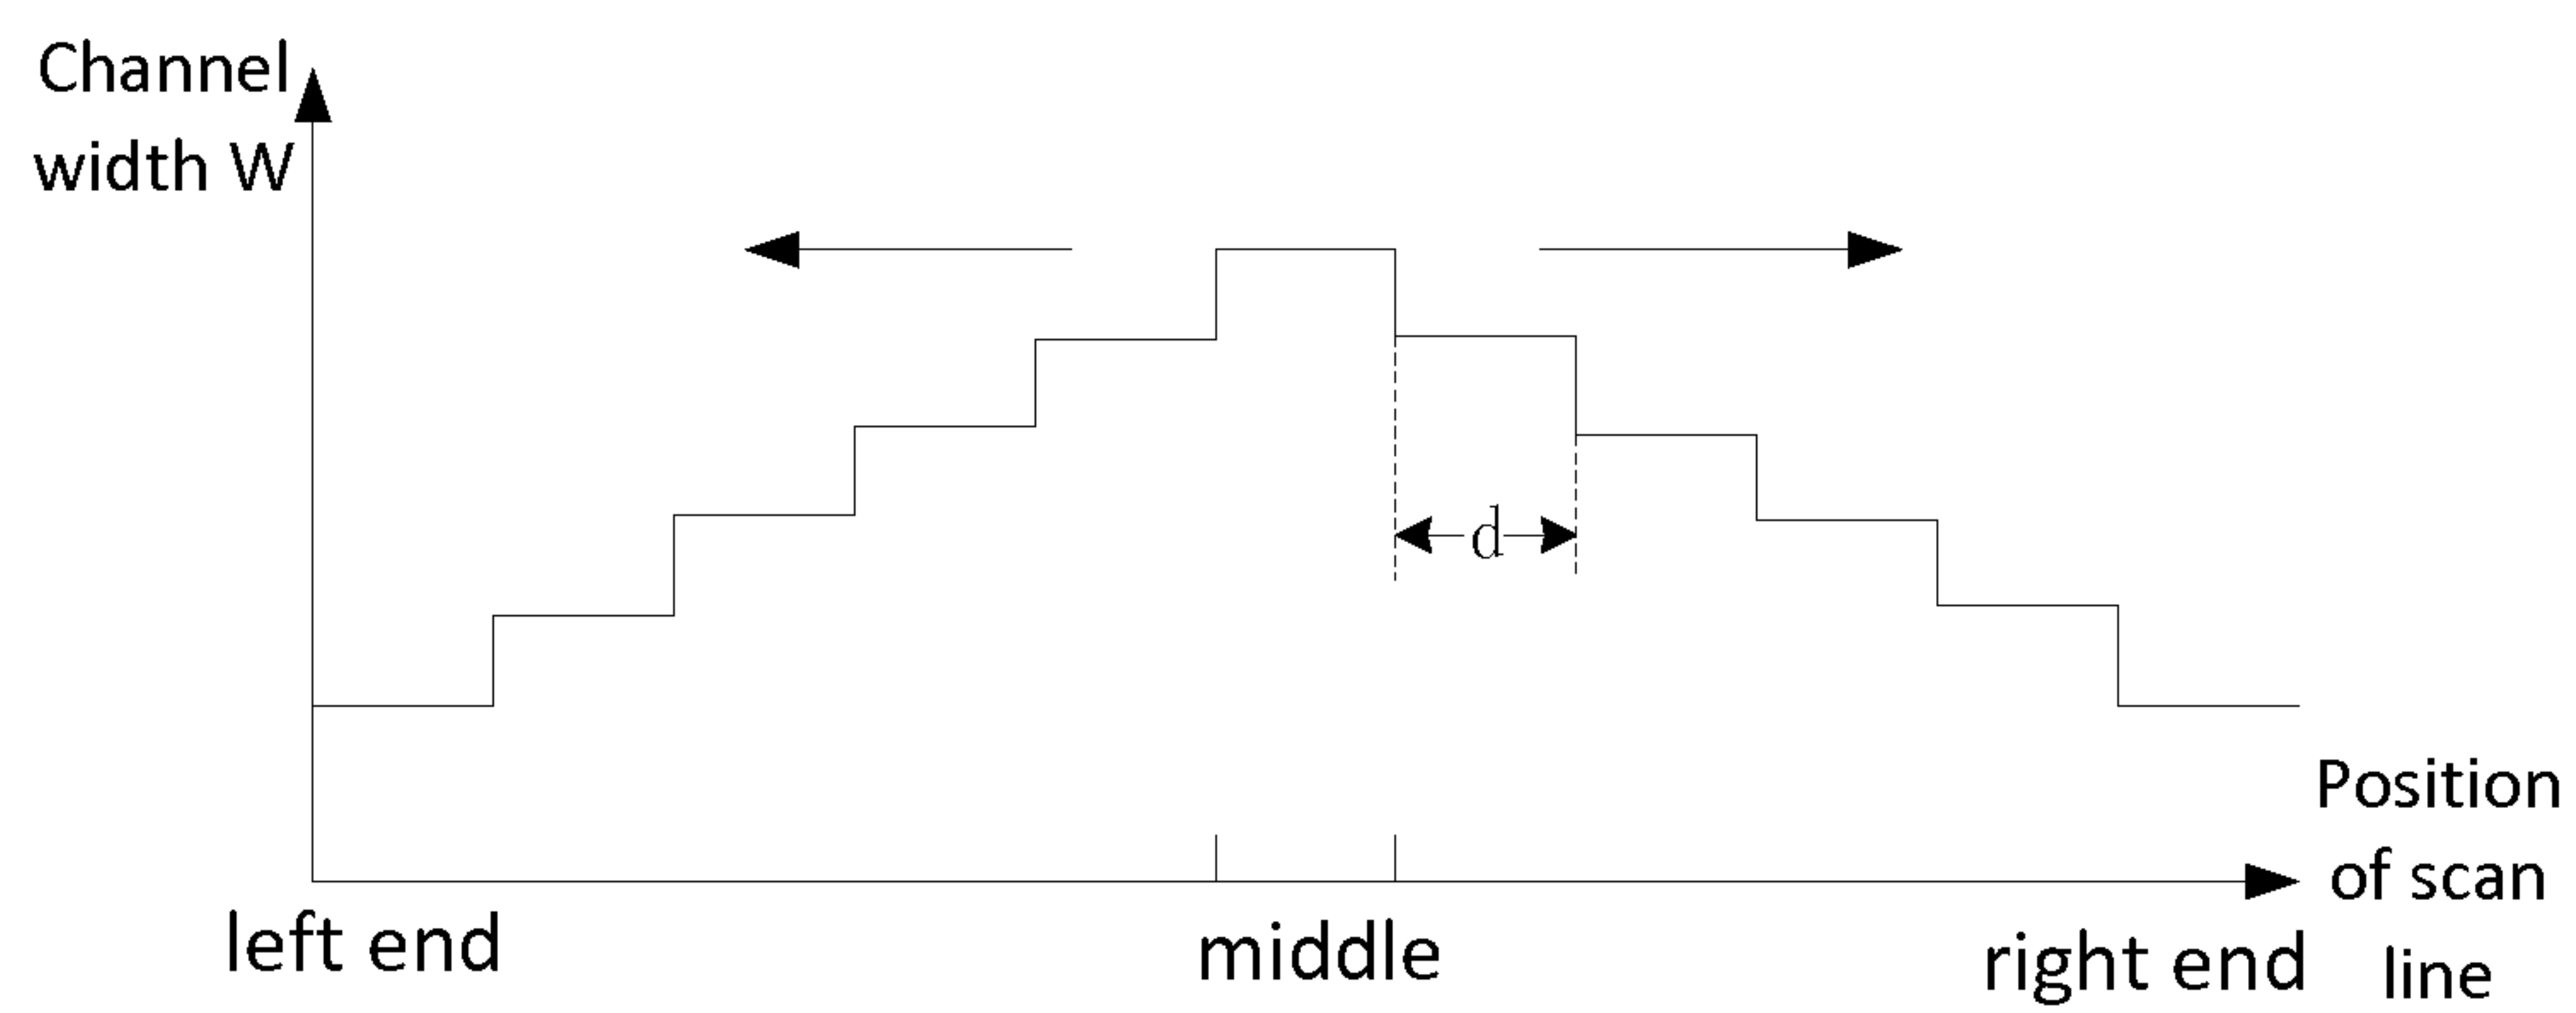 Channel
width W
d
Position
of scan
line
left end
middle
right end